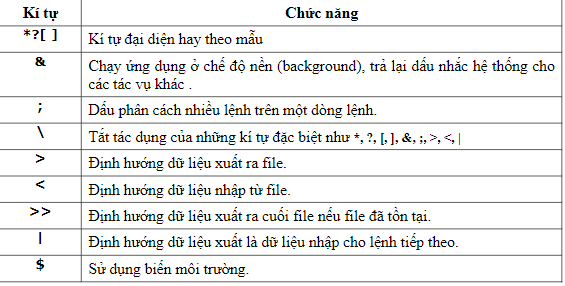 Kí tự Chức năng
*?[ ] Kí tự đại diện hay theo mẫu
& Chạy ứng dụng ở chế độ nền (background), trả lại dấu nhắc hệ thống cho
các tác vụ khác .
; Dấu phân cách nhiều lệnh trên một dòng lệnh.
\ Tắt tác dụng của những kí tự đặc biệt như *, ?, [, ], &, ;, >, <, |
> Định hướng dữ liệu xuất ra file.
< Định hướng dữ liệu nhập từ file.
>> Định hướng dữ liệu xuất ra cuối file nếu file đã tồn tại.
| Định hướng dữ liệu xuất là dữ liệu nhập cho lệnh tiếp theo.
$ Sử dụng biến môi trường.